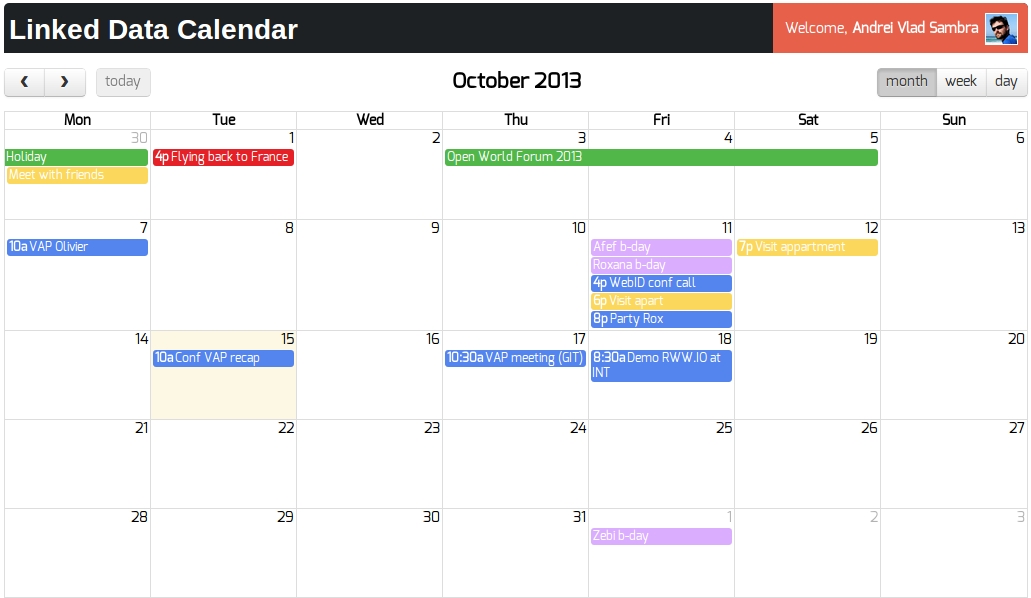 Linked Data Calendar
Welcome, Andrei Vlad Sambra
today
October 2013
month week day
Mon Tue Wed Thu Fri Sat Sun
30 1 2 3 4 5 6
Holiday 4p Flying back to France Open World Forum 2013
Meet with friends
7 8 9 10 11 12 13
10a VAP Olivier Afef b-day 7p Visit appartment
Roxana b-day
4p WebID conf call
6p Visit apart
8p Party Rox
14 15 16 17 18 19 20
10a Conf VAP recap 10:30a VAP meeting (GIT) 8:30a Demo RWW.IO at
INT
21 22 23 24 25 26 27
28 29 30 31 1 2 3
Zebi b-day